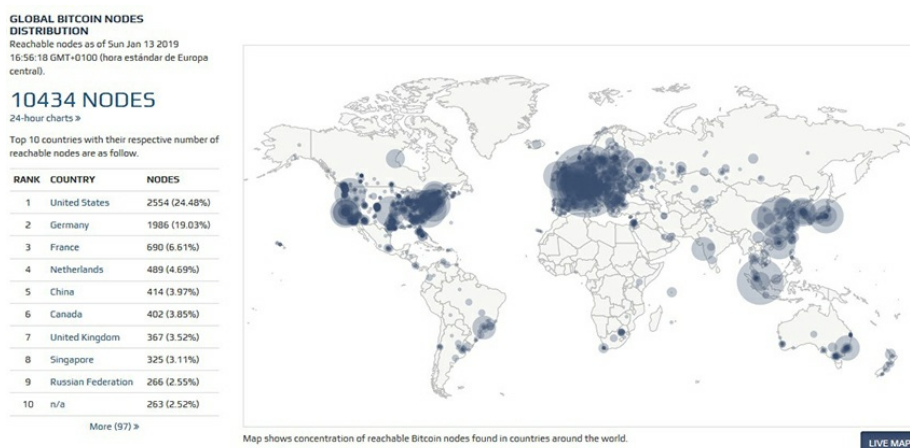 GLOBAL BITCOIN NODES
DISTRIBUTION
Reachable nodes as of Sun Jan 13 2019
16:56:18 GMT+0100 (hora estándar de Europa
central).
10434 NODES
24-hour charts »
Top 10 countries with their respective number of
reachable nodes are as follow.
RANK COUNTRY NODES
1 United States 2554 (24.48%)
2 Germany 1986 (19.03%)
3 France 690 (6.61%)
4 Netherlands 489 (4.69%)
5 China 414 (3.97%)
6 Canada 402 (3.85%)
7 United Kingdom 367 (3.52%)
8 Singapore 325 (3.11%)
9 Russian Federation 266 (2.55%)
10 n/a 263 (2.52%)
More (97) »
Map shows concentration of reachable Bitcoin nodes found in countries around the world.
LIVE MAP